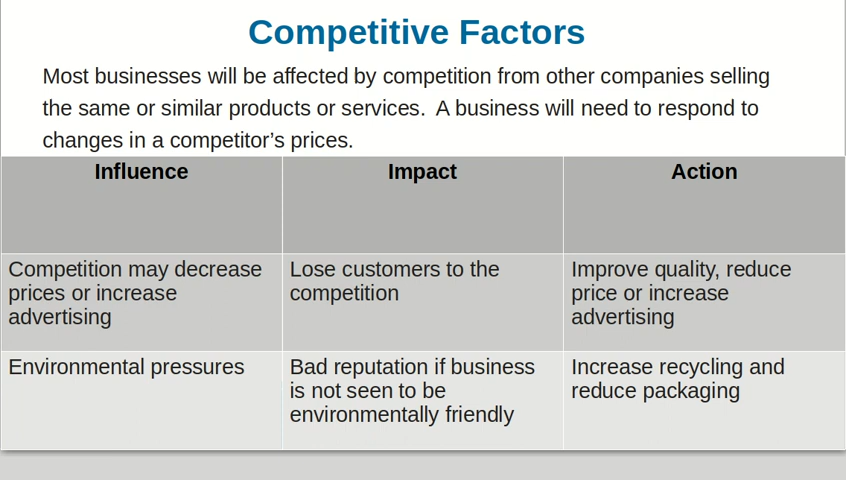 Competitive Factors
Most businesses will be affected by competition from other companies selling
the same or similar products or services.  A business will need to respond to
changes in a competitor’s prices.
Influence
Impact
Action
Competition may decrease
prices or increase
advertising
Lose customers to the
competition
Improve quality, reduce
price or increase
advertising
Environmental pressures
Bad reputation if business
is not seen to be
environmentally friendly
Increase recycling and
reduce packaging